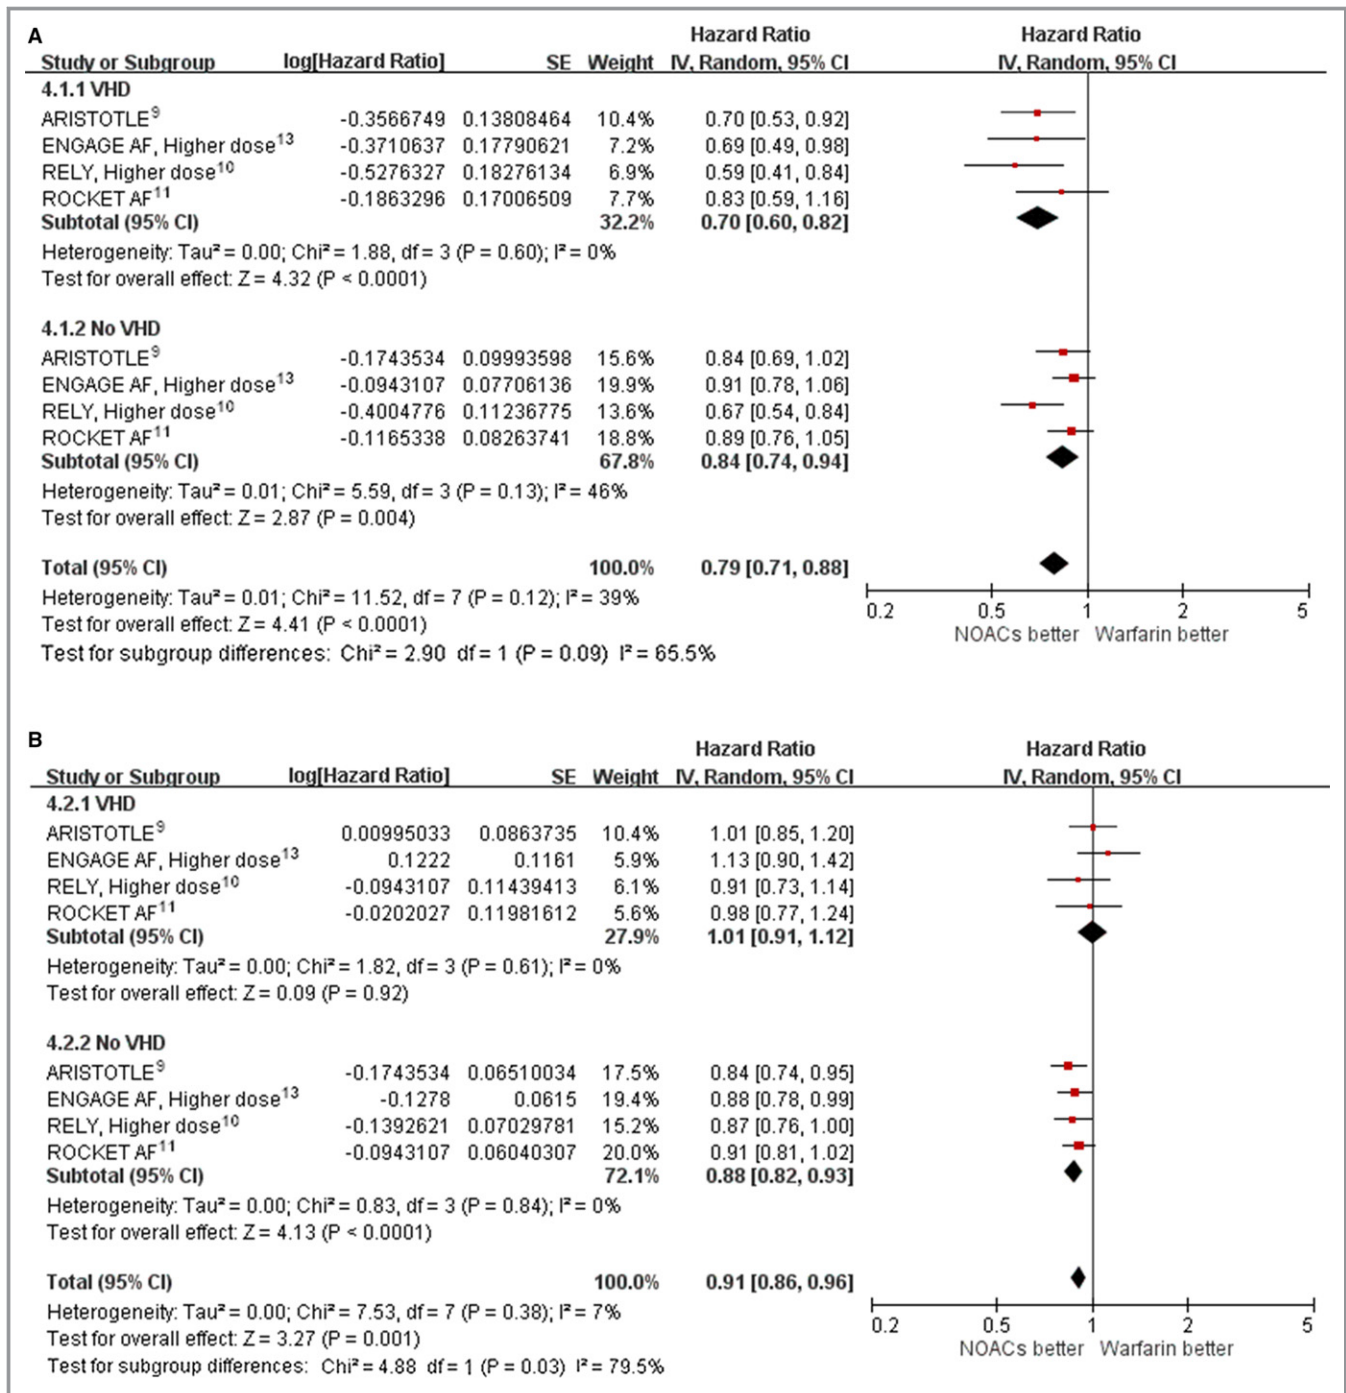 A
Hazard Ratio Hazard Ratio
Study or Subgroup log[Hazard Ratio] SE Weight IV, Random, 95% CI IV, Random, 95% CI
4.1.1 VHD
ARISTOTLE⁹ -0.3566749 0.13808464 10.4% 0.70 [0.53, 0.92]
ENGAGE AF, Higher dose¹³ -0.3710637 0.17790621 7.2% 0.69 [0.49, 0.98]
RELY, Higher dose¹⁰ -0.5276327 0.18276134 6.9% 0.59 [0.41, 0.84]
ROCKET AF¹¹ -0.1863296 0.17006509 7.7% 0.83 [0.59, 1.16]
Subtotal (95% CI) 32.2% 0.70 [0.60, 0.82]
Heterogeneity: Tau² = 0.00; Chi² = 1.88, df = 3 (P = 0.60); I² = 0%
Test for overall effect: Z = 4.32 (P < 0.0001)
4.1.2 No VHD
ARISTOTLE⁹ -0.1743534 0.09993598 15.6% 0.84 [0.69, 1.02]
ENGAGE AF, Higher dose¹³ -0.0943107 0.07706136 19.9% 0.91 [0.78, 1.06]
RELY, Higher dose¹⁰ -0.4004776 0.11236775 13.6% 0.67 [0.54, 0.84]
ROCKET AF¹¹ -0.1165338 0.08263741 18.8% 0.89 [0.76, 1.05]
Subtotal (95% CI) 67.8% 0.84 [0.74, 0.94]
Heterogeneity: Tau² = 0.01; Chi² = 5.59, df = 3 (P = 0.13); I² = 46%
Test for overall effect: Z = 2.87 (P = 0.004)
Total (95% CI) 100.0% 0.79 [0.71, 0.88]
Heterogeneity: Tau² = 0.01; Chi² = 11.52, df = 7 (P = 0.12); I² = 39%
Test for overall effect: Z = 4.41 (P < 0.0001)
Test for subgroup differences: Chi² = 2.90 df = 1 (P = 0.09) I² = 65.5%
0.2 0.5 1 2 5
NOACs better Warfarin better
B
Hazard Ratio Hazard Ratio
Study or Subgroup log[Hazard Ratio] SE Weight IV, Random, 95% CI IV, Random, 95% CI
4.2.1 VHD
ARISTOTLE⁹ 0.00995033 0.0863735 10.4% 1.01 [0.85, 1.20]
ENGAGE AF, Higher dose¹³ 0.1222 0.1161 5.9% 1.13 [0.90, 1.42]
RELY, Higher dose¹⁰ -0.0943107 0.11439413 6.1% 0.91 [0.73, 1.14]
ROCKET AF¹¹ -0.0202027 0.11981612 5.6% 0.98 [0.77, 1.24]
Subtotal (95% CI) 27.9% 1.01 [0.91, 1.12]
Heterogeneity: Tau² = 0.00; Chi² = 1.82, df = 3 (P = 0.61); I² = 0%
Test for overall effect: Z = 0.09 (P = 0.92)
4.2.2 No VHD
ARISTOTLE⁹ -0.1743534 0.06510034 17.5% 0.84 [0.74, 0.95]
ENGAGE AF, Higher dose¹³ -0.1278 0.0615 19.4% 0.88 [0.78, 0.99]
RELY, Higher dose¹⁰ -0.1392621 0.07029781 15.2% 0.87 [0.76, 1.00]
ROCKET AF¹¹ -0.0943107 0.06040307 20.0% 0.91 [0.81, 1.02]
Subtotal (95% CI) 72.1% 0.88 [0.82, 0.93]
Heterogeneity: Tau² = 0.00; Chi² = 0.83, df = 3 (P = 0.84); I² = 0%
Test for overall effect: Z = 4.13 (P < 0.0001)
Total (95% CI) 100.0% 0.91 [0.86, 0.96]
Heterogeneity: Tau² = 0.00; Chi² = 7.53, df = 7 (P = 0.38); I² = 7%
Test for overall effect: Z = 3.27 (P = 0.001)
Test for subgroup differences: Chi² = 4.88 df = 1 (P = 0.03) I² = 79.5%
0.2 0.5 1 2 5
NOACs better Warfarin better